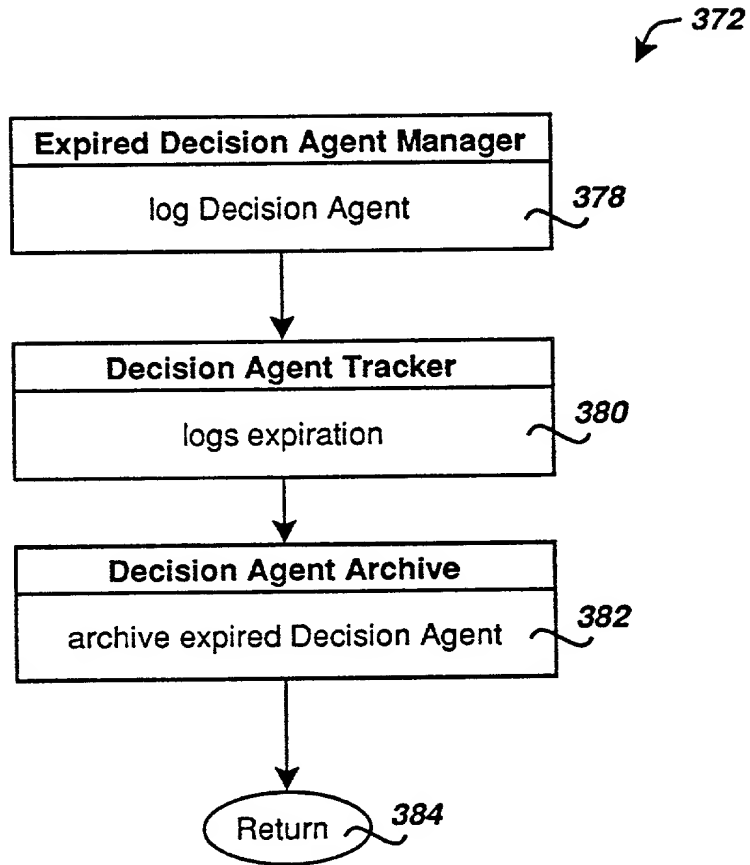 372
Expired Decision Agent Manager
log Decision Agent
378
Decision Agent Tracker
logs expiration
380
Decision Agent Archive
archive expired Decision Agent
382
Return
384